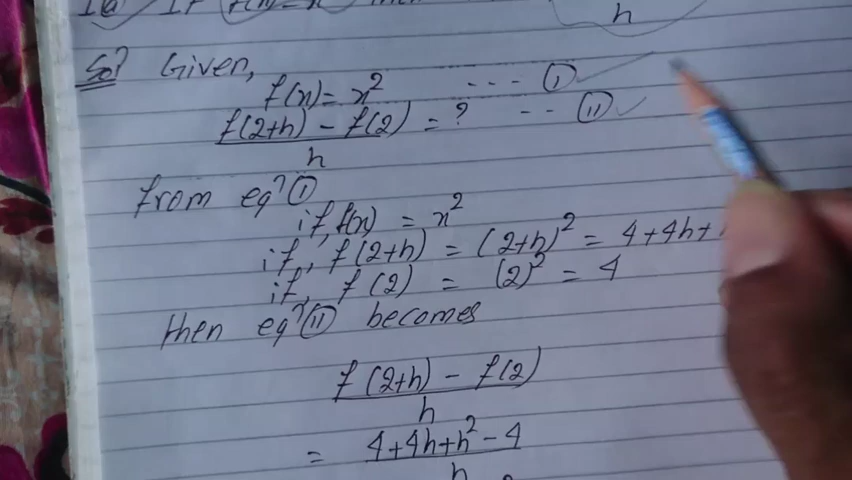 If f(x) = x
h
Sol? Given,
f(x) = x² --- (I)
f(2+h) - f(2) = ? -- (II)
h
from eqⁿ (I)
if, f(x) = x²
if, f(2+h) = (2+h)² = 4+4h+
if, f(2) = (2)² = 4
then eqⁿ (II) becomes
f(2+h) - f(2)
h
= 4+4h+h²-4
h